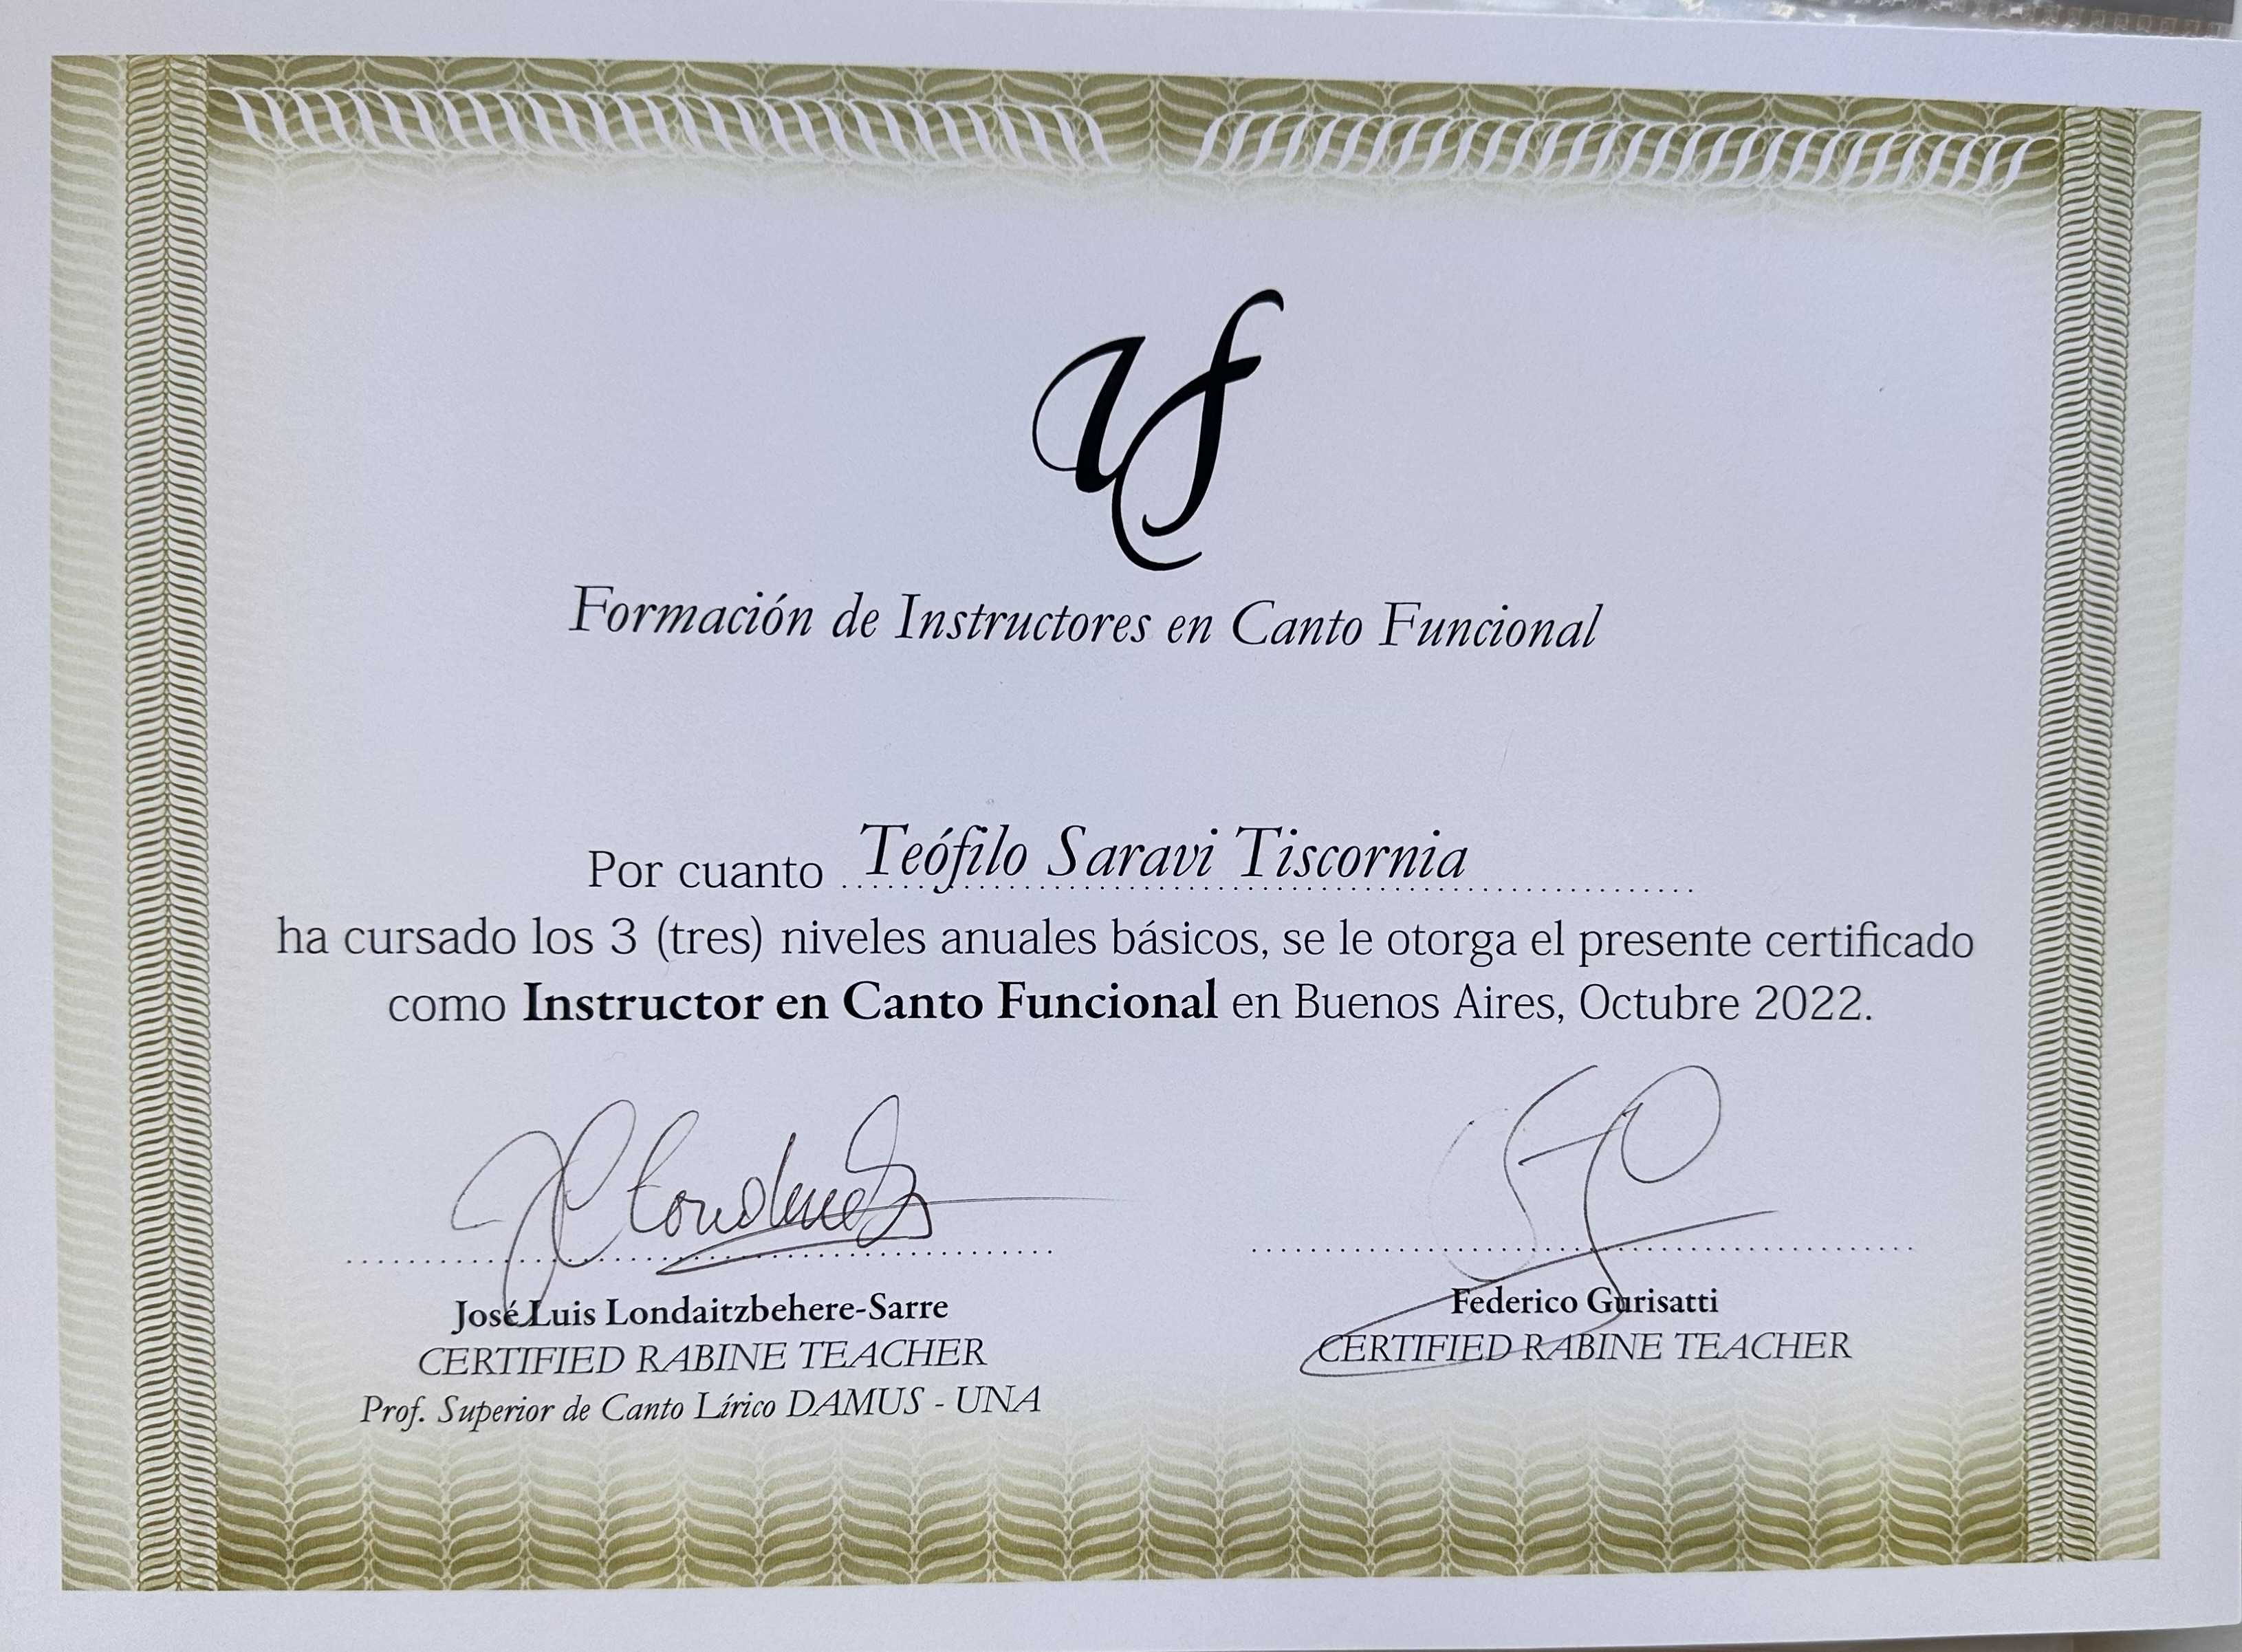 Vf
Formación de Instructores en Canto Funcional
Por cuanto Teófilo Saravi Tiscornia
ha cursado los 3 (tres) niveles anuales básicos, se le otorga el presente certificado
como Instructor en Canto Funcional en Buenos Aires, Octubre 2022.
José Luis Londaitzbehere-Sarre
CERTIFIED RABINE TEACHER
Prof. Superior de Canto Lírico DAMUS - UNA
Federico Gurisatti
CERTIFIED RABINE TEACHER